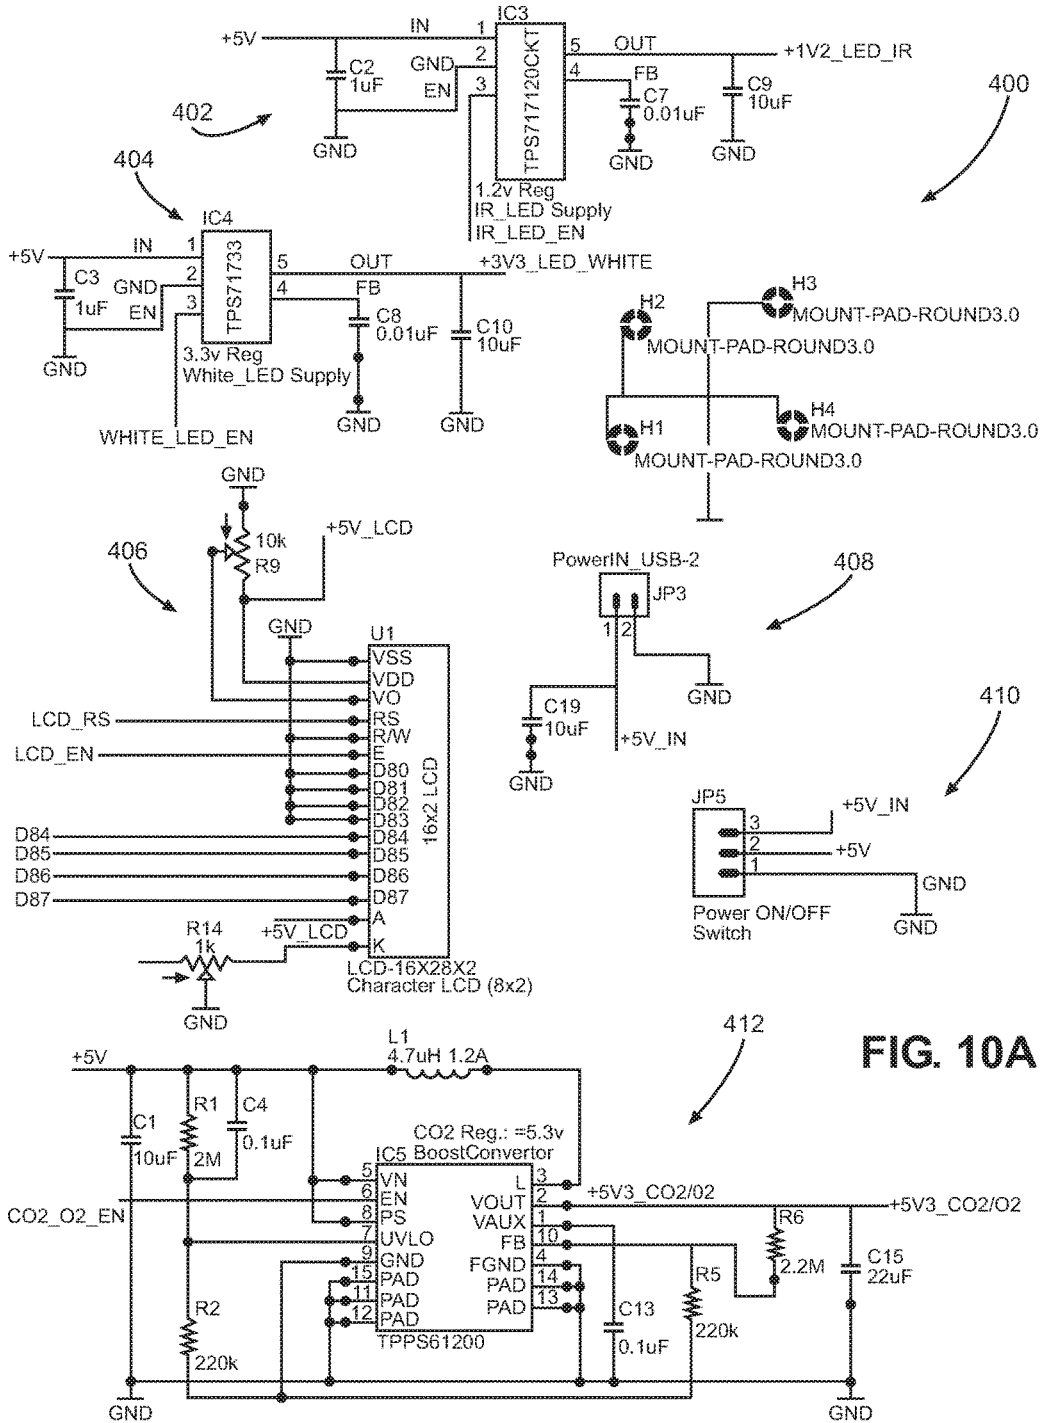 IC3
+5V
IN
1
C2
1uF
GND
2
EN
3
GND
TPS717120CKT
5
OUT
+1V2_LED_IR
4
FB
C7
0.01uF
GND
C9
10uF
GND
1.2v Reg
IR_LED Supply
IR_LED_EN
402
400
404
IC4
+5V
IN
1
C3
1uF
GND
2
EN
3
GND
TPS71733
5
OUT
+3V3_LED_WHITE
4
FB
C8
0.01uF
GND
C10
10uF
GND
3.3v Reg
White_LED Supply
WHITE_LED_EN
H3
MOUNT-PAD-ROUND3.0
H2
MOUNT-PAD-ROUND3.0
H4
MOUNT-PAD-ROUND3.0
H1
MOUNT-PAD-ROUND3.0
GND
10k
R9
+5V_LCD
406
GND
U1
VSS
VDD
VO
LCD_RS
RS
R/W
LCD_EN
E
D80
D81
D82
D83
D84
D84
D85
D85
D86
D86
D87
D87
A
+5V_LCD
K
16x2 LCD
R14
1k
GND
LCD-16X28X2
Character LCD (8x2)
PowerIN_USB-2
JP3
1
2
GND
C19
10uF
GND
+5V_IN
408
410
JP5
3
+5V_IN
2
+5V
1
GND
GND
Power ON/OFF
Switch
412
FIG. 10A
+5V
L1
4.7uH 1.2A
C1
10uF
R1
2M
C4
0.1uF
CO2 Reg.: =5.3v
BoostConvertor
IC5
5
VN
6
EN
8
PS
7
UVLO
9
GND
15
PAD
11
PAD
12
PAD
L
3
VOUT
2
VAUX
1
FB
10
FGND
4
PAD
14
PAD
13
TPPS61200
CO2_O2_EN
+5V3_CO2/02
+5V3_CO2/O2
R6
2.2M
C15
22uF
R5
220k
C13
0.1uF
R2
220k
GND
GND